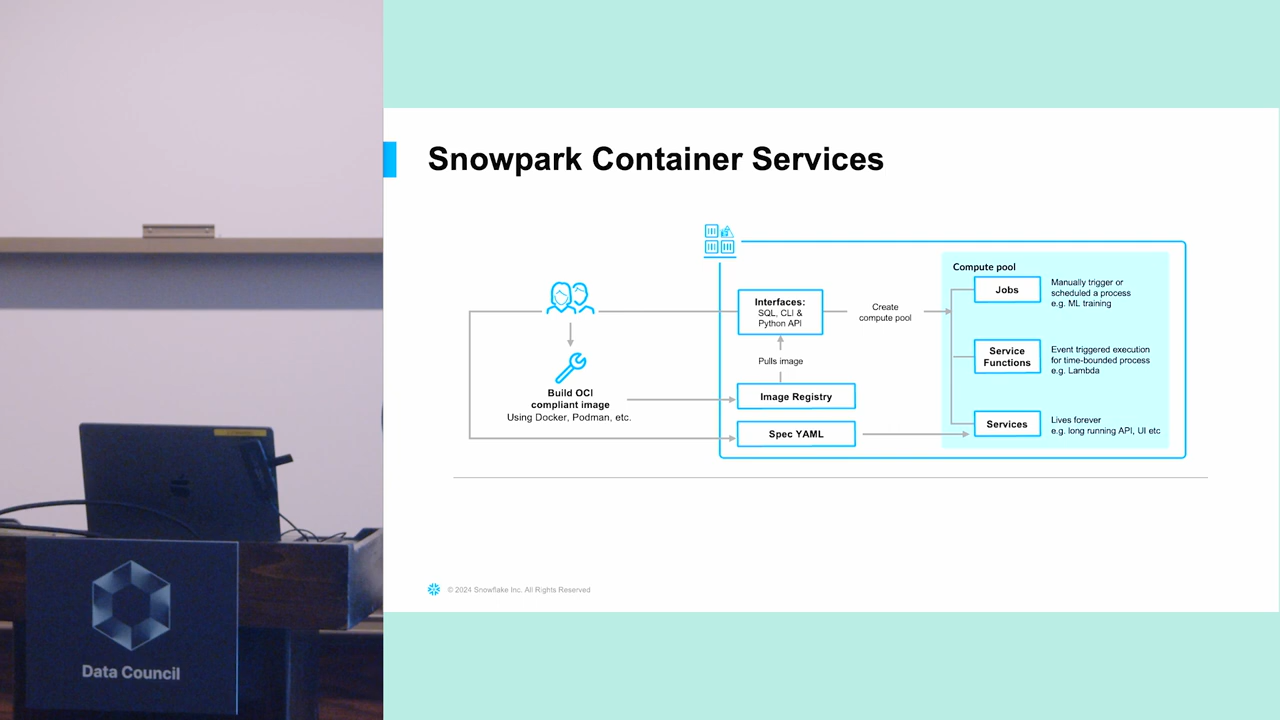 Snowpark Container Services
Compute pool
Jobs
Manually trigger or
scheduled a process
e.g. ML training
Interfaces:
SQL, CLI &
Python API
Create
compute pool
Service
Functions
Event triggered execution
for time-bounded process
e.g. Lambda
Pulls image
Build OCI
compliant image
Using Docker, Podman, etc.
Image Registry
Spec YAML
Services
Lives forever
e.g. long running API, UI etc
© 2024 Snowflake Inc. All Rights Reserved
Data Council